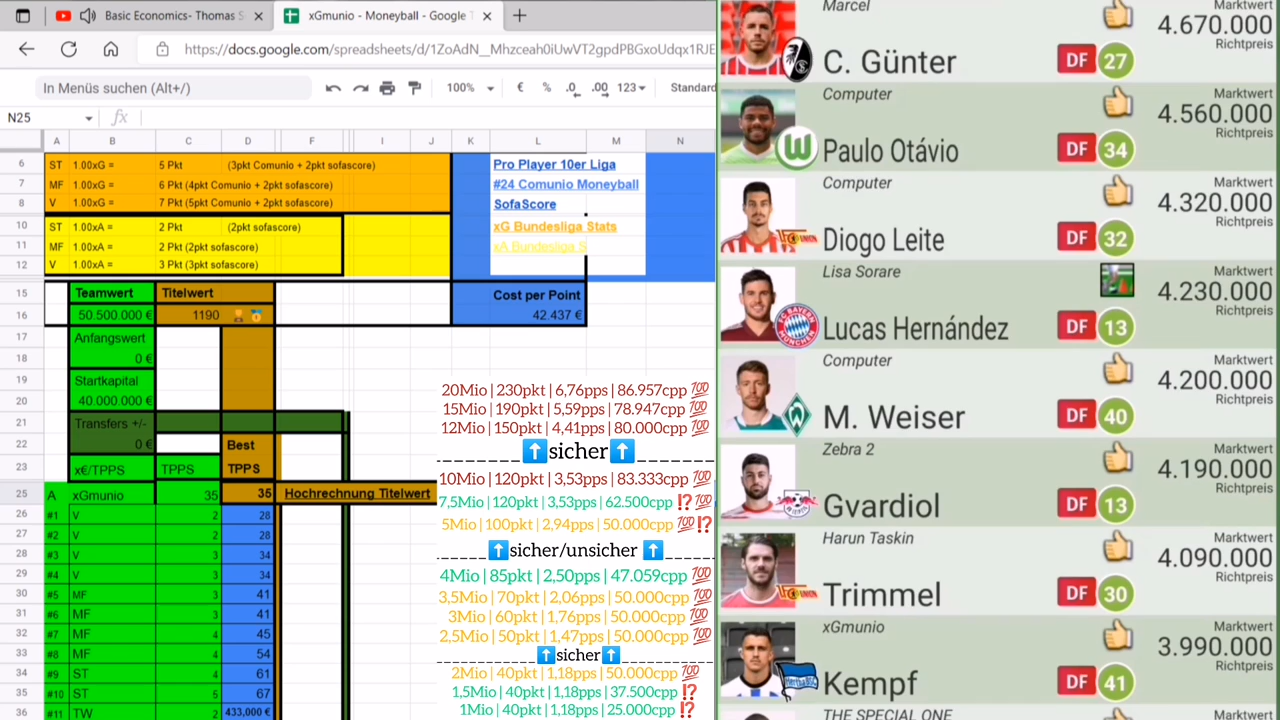 Basic Economics- Thomas S
xGmunio - Moneyball - Google T
https://docs.google.com/spreadsheets/d/1ZoAdN__Mhzceah0iUwVT2gpdPBGxoUdqx1RJE
In Menüs suchen (Alt+/)
100%
€ % .0 .00 123
Standard
N25
fx
A B C D F I J K L M N
6 ST 1.00xG = 5 Pkt (3pkt Comunio + 2pkt sofascore)
7 MF 1.00xG = 6 Pkt (4pkt Comunio + 2pkt sofascore)
8 V 1.00xG = 7 Pkt (5pkt Comunio + 2pkt sofascore)
10 ST 1.00xA = 2 Pkt (2pkt sofascore)
11 MF 1.00xA = 2 Pkt (2pkt sofascore)
12 V 1.00xA = 3 Pkt (3pkt sofascore)
Pro Player 10er Liga
#24 Comunio Moneyball
SofaScore
xG Bundesliga Stats
xA Bundesliga S
15 Teamwert Titelwert Cost per Point
16 50.500.000 € 1190 42.437 €
17 Anfangswert
18 0 €
19 Startkapital
20 40.000.000 €
21 Transfers +/-
22 0 € Best
23 x€/TPPS TPPS TPPS
25 A xGmunio 35 35 Hochrechnung Titelwert
26 #1 V 2 28
27 #2 V 2 28
28 #3 V 3 34
29 #4 V 3 34
30 #5 MF 3 41
31 #6 MF 3 41
32 #7 MF 4 45
33 #8 MF 4 54
34 #9 ST 4 61
35 #10 ST 5 67
36 #11 TW 2 433,000 €
20Mio | 230pkt | 6,76pps | 86.957cpp 💯
15Mio | 190pkt | 5,59pps | 78.947cpp 💯
12Mio | 150pkt | 4,41pps | 80.000cpp 💯
⬆️sicher⬆️
10Mio | 120pkt | 3,53pps | 83.333cpp 💯
7,5Mio | 120pkt | 3,53pps | 62.500cpp ⁉️💯
5Mio | 100pkt | 2,94pps | 50.000cpp 💯⁉️
⬆️sicher/unsicher ⬆️
4Mio | 85pkt | 2,50pps | 47.059cpp 💯
3,5Mio | 70pkt | 2,06pps | 50.000cpp 💯
3Mio | 60pkt | 1,76pps | 50.000cpp 💯
2,5Mio | 50pkt | 1,47pps | 50.000cpp 💯
⬆️sicher⬆️
2Mio | 40pkt | 1,18pps | 50.000cpp 💯
1,5Mio | 40pkt | 1,18pps | 37.500cpp ⁉️
1Mio | 40pkt | 1,18pps | 25.000cpp ⁉️
Marcel Marktwert
4.670.000
C. Günter DF 27 Richtpreis
Computer Marktwert
4.560.000
Paulo Otávio DF 34 Richtpreis
Computer Marktwert
4.320.000
Diogo Leite DF 32 Richtpreis
Lisa Sorare Marktwert
4.230.000
Lucas Hernández DF 13 Richtpreis
Computer Marktwert
4.200.000
M. Weiser DF 40 Richtpreis
Zebra 2 Marktwert
4.190.000
Gvardiol DF 13 Richtpreis
Harun Taskin Marktwert
4.090.000
Trimmel DF 30 Richtpreis
xGmunio Marktwert
3.990.000
Kempf DF 41 Richtpreis
THE SPECIAL ONE Marktwert